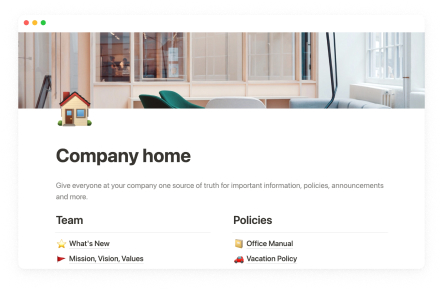 Company home
Give everyone at your company one source of truth for important information, policies, announcements
and more.
Team
What's New
Mission, Vision, Values
Policies
Office Manual
Vacation Policy